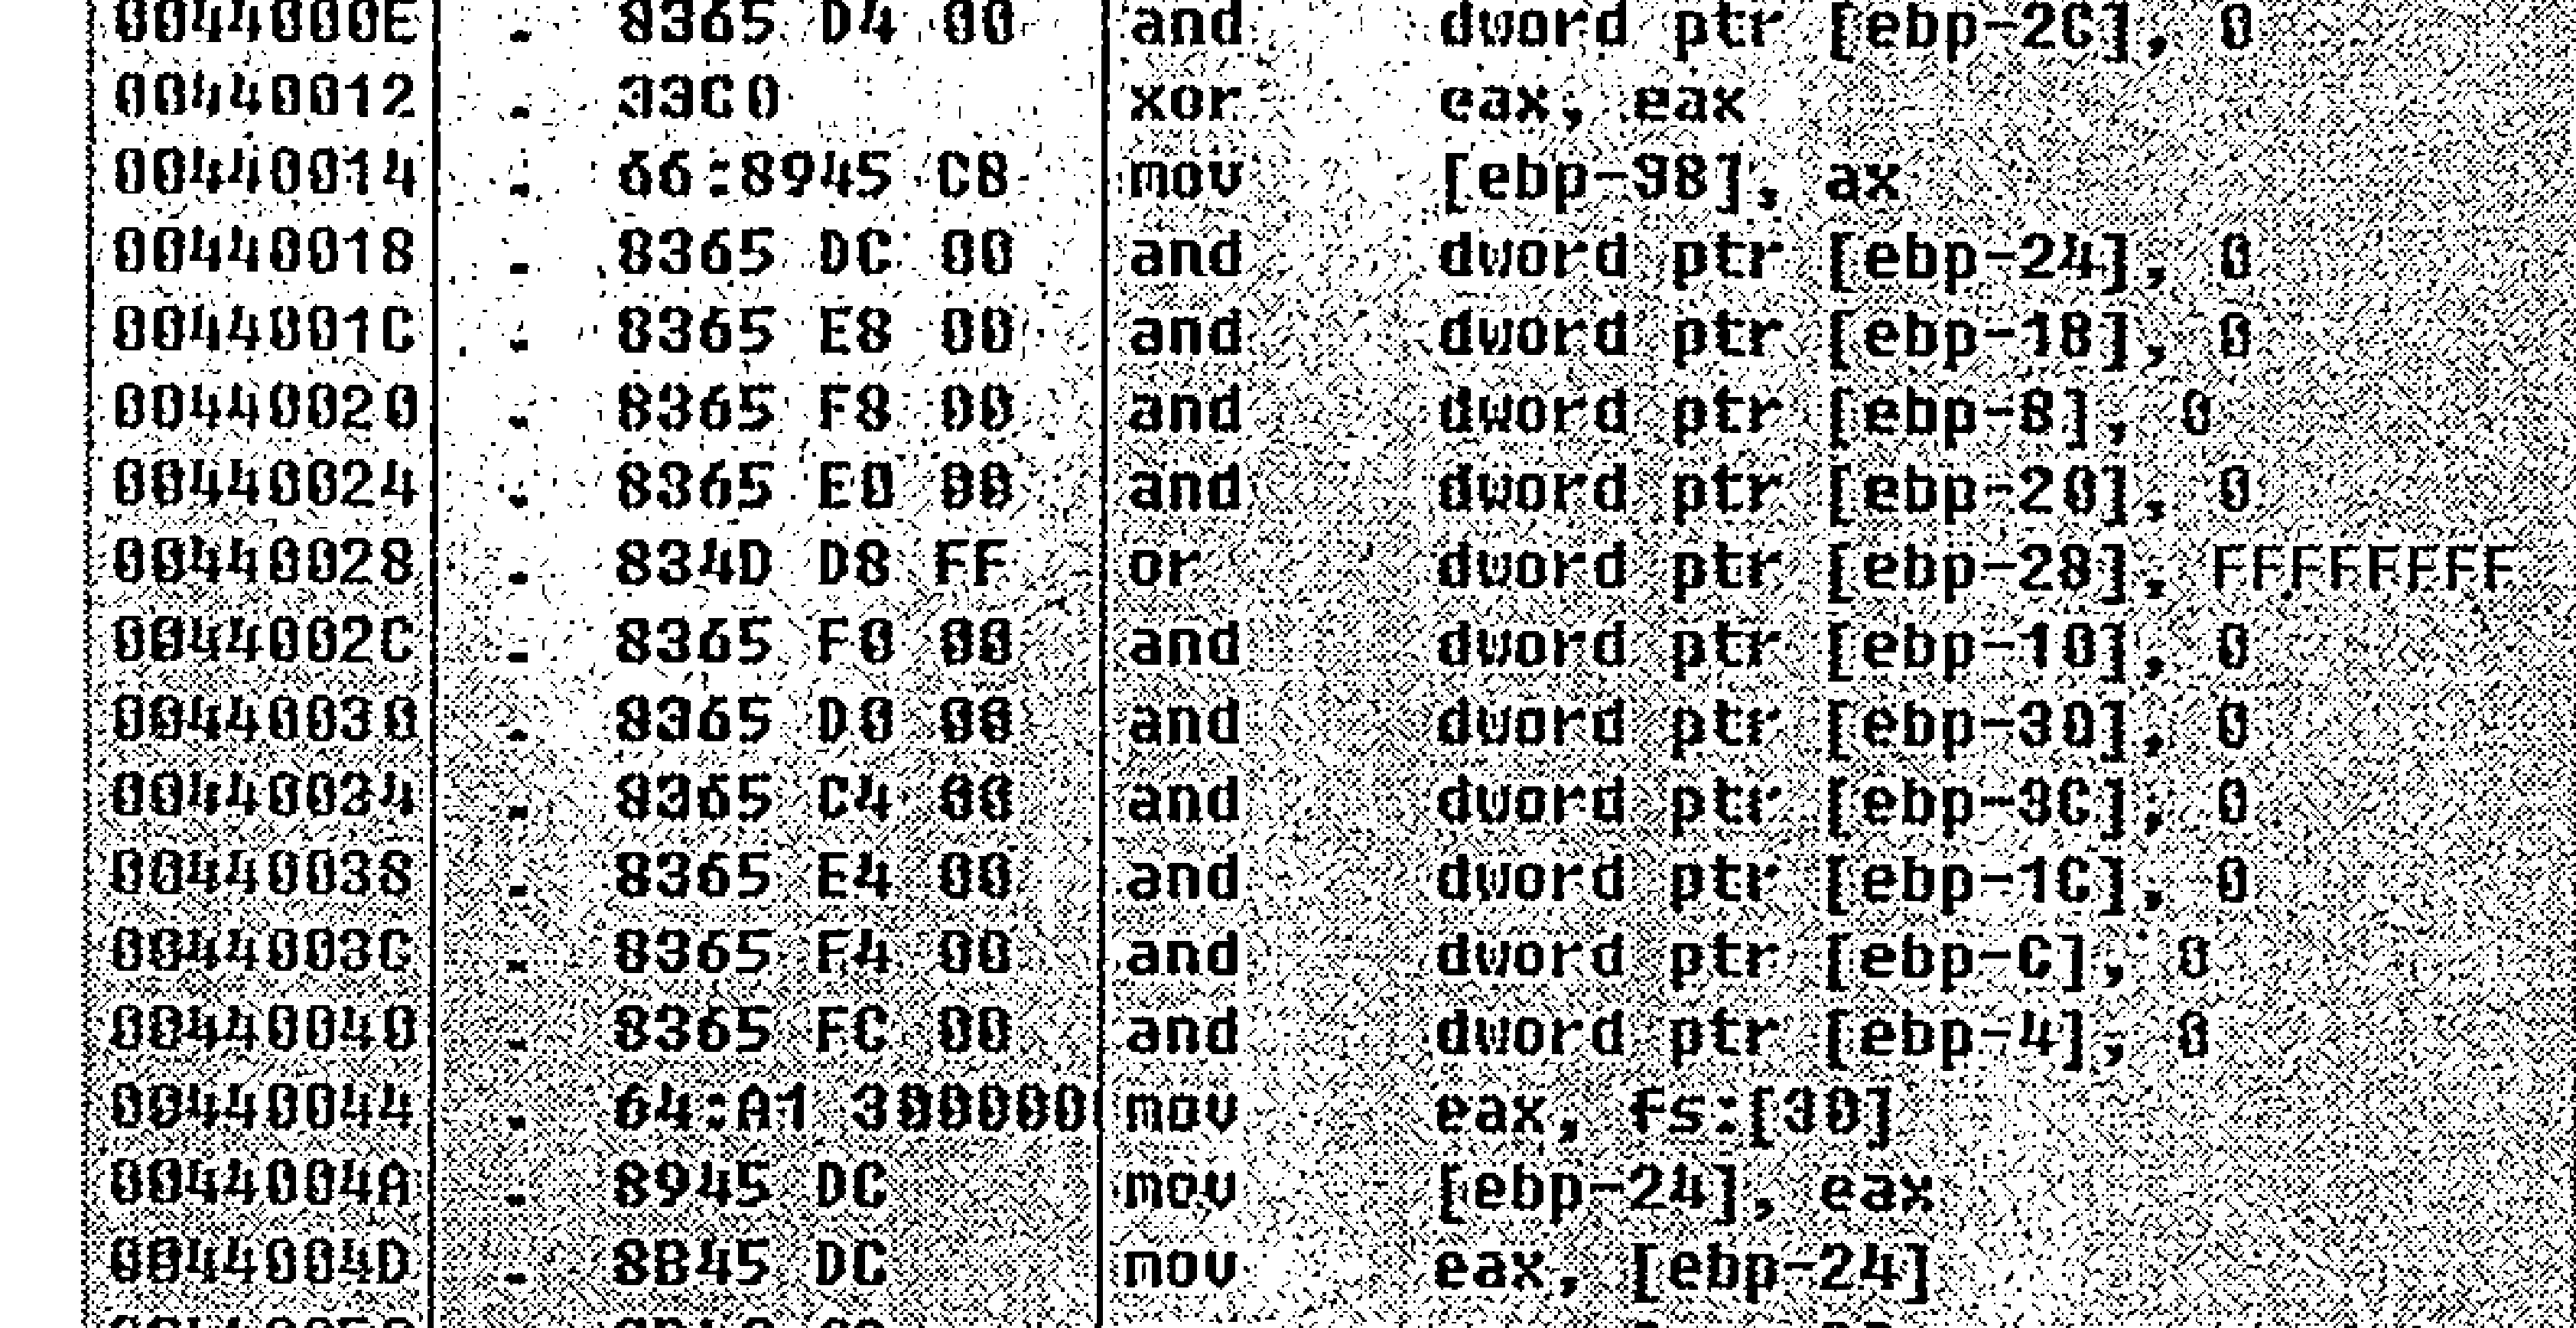 0044000E . 8365 D4 00 and dword ptr [ebp-2C], 0
00440012 . 33C0 xor eax, eax
00440014 . 66:8945 C8 mov [ebp-38], ax
00440018 . 8365 DC 00 and dword ptr [ebp-24], 0
0044001C . 8365 E8 00 and dword ptr [ebp-18], 0
00440020 . 8365 F8 00 and dword ptr [ebp-8], 0
00440024 . 8365 E0 00 and dword ptr [ebp-20], 0
00440028 . 834D D8 FF or dword ptr [ebp-28], FFFFFFFF
0044002C . 8365 F0 00 and dword ptr [ebp-10], 0
00440030 . 8365 D0 00 and dword ptr [ebp-30], 0
00440034 . 8365 C4 00 and dword ptr [ebp-3C], 0
00440038 . 8365 E4 00 and dword ptr [ebp-1C], 0
0044003C . 8365 F4 00 and dword ptr [ebp-C], 0
00440040 . 8365 FC 00 and dword ptr [ebp-4], 0
00440044 . 64:A1 300000 mov eax, fs:[30]
0044004A . 8945 DC mov [ebp-24], eax
0044004D . 8B45 DC mov eax, [ebp-24]